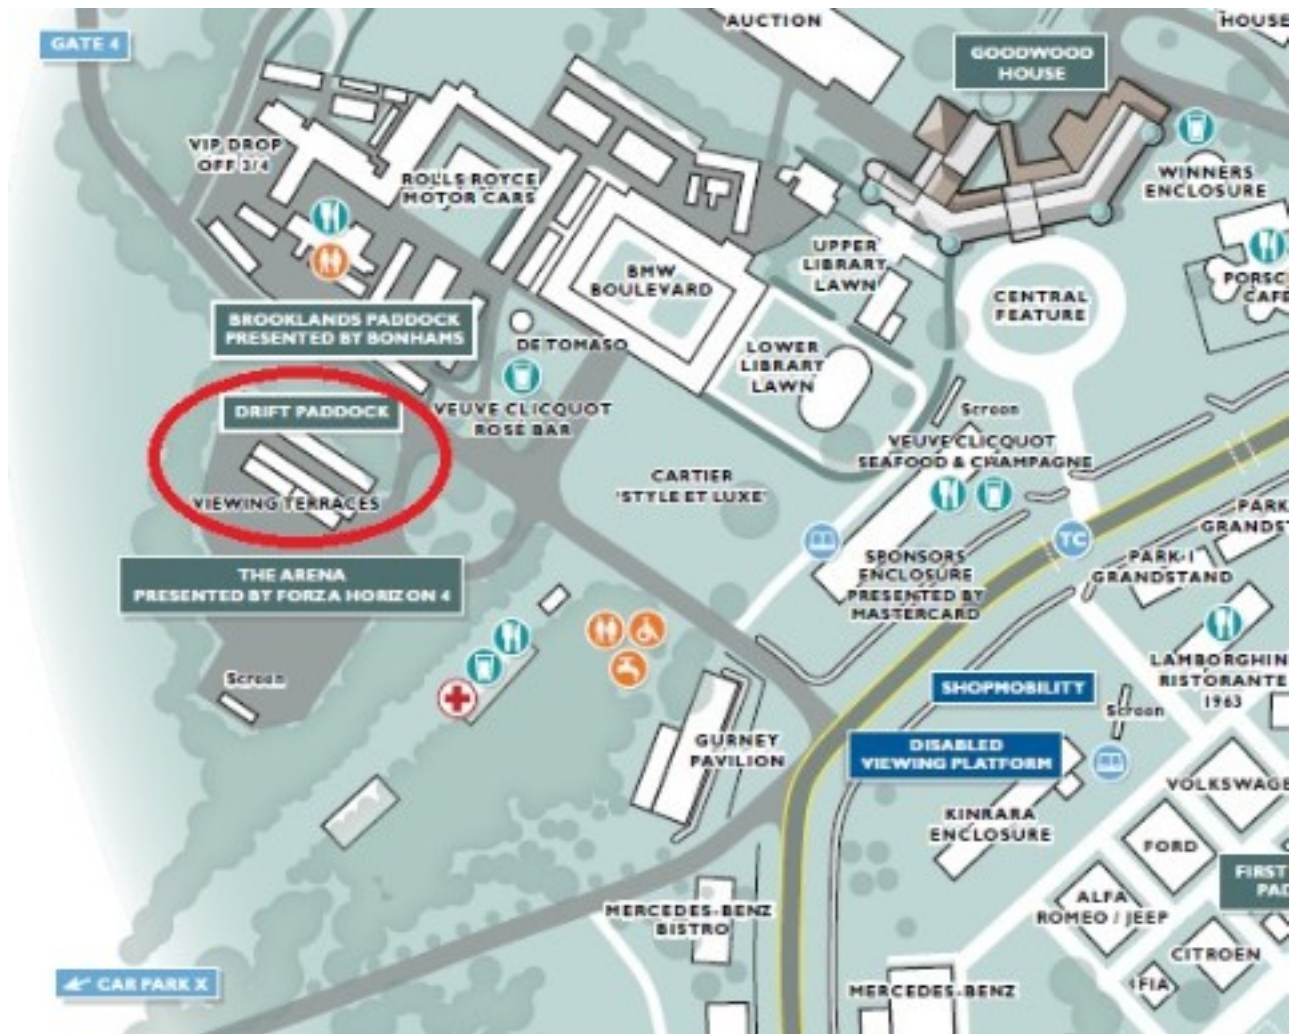 AUCTION
HOUSE
GATE 4
GOODWOOD
HOUSE
VIP DROP
OFF 3/4
ROLLS ROYCE
MOTOR CARS
WINNERS
ENCLOSURE
UPPER
LIBRARY
LAWN
BMW
BOULEVARD
PORSC
CAF
CENTRAL
FEATURE
BROOKLANDS PADDOCK
PRESENTED BY BONHAMS
DE TOMASO
LOWER
LIBRARY
LAWN
DRIFT PADDOCK
VEUVE CLICQUOT
ROSÉ BAR
Screen
VEUVE CLICQUOT
SEAFOOD & CHAMPAGNE
CARTIER
'STYLE ET LUXE'
VIEWING TERRACES
PARK
GRANDST
TC
THE ARENA
PRESENTED BY FORZA HORIZON 4
SPONSORS
ENCLOSURE
PRESENTED BY
MASTERCARD
PARK-1
GRANDSTAND
Screen
LAMBORGHIN
RISTORANTE
1963
SHOPMOBILITY
Screen
GURNEY
PAVILION
DISABLED
VIEWING PLATFORM
VOLKSWAGE
KINRARA
ENCLOSURE
FORD
FIRST
PAD
ALFA
ROMEO / JEEP
MERCEDES-BENZ
BISTRO
CITROEN
CAR PARK X
FIA
MERCEDES-BENZ